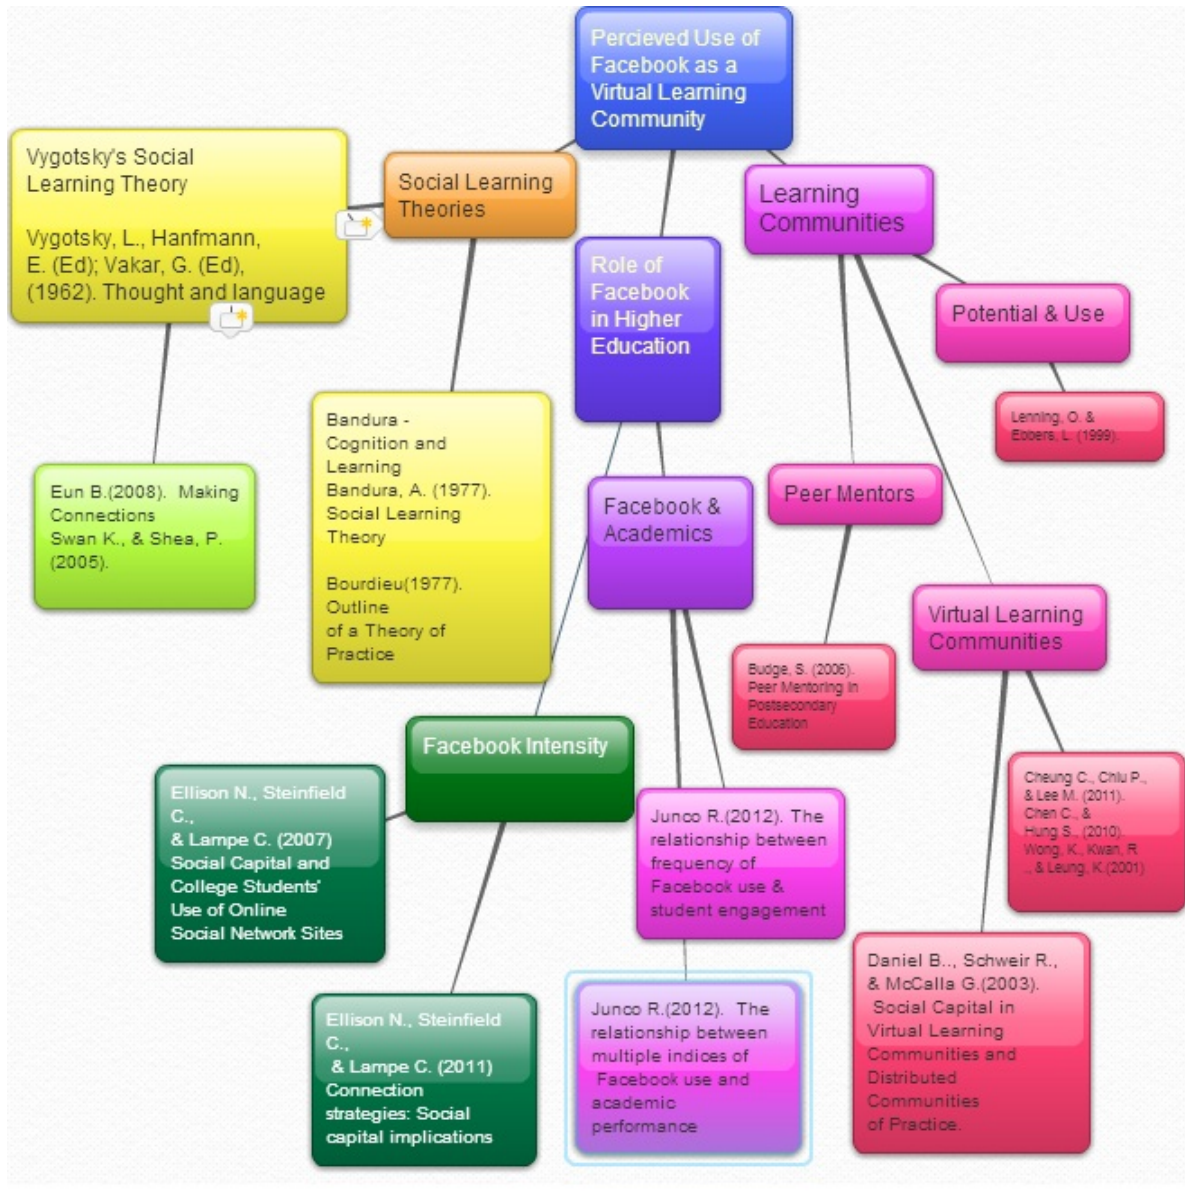 Percieved Use of
Facebook as a
Virtual Learning
Community
Vygotsky's Social
Learning Theory
Vygotsky, L., Hanfmann,
E. (Ed); Vakar, G. (Ed),
(1962). Thought and language
Social Learning
Theories
Learning
Communities
Role of
Facebook
in Higher
Education
Potential & Use
Lenning, O. &
Ebbers, L. (1999).
Bandura -
Cognition and
Learning
Bandura, A. (1977).
Social Learning
Theory
Bourdieu(1977).
Outline
of a Theory of
Practice
Eun B.(2008). Making
Connections
Swan K., & Shea, P.
(2005).
Facebook &
Academics
Peer Mentors
Virtual Learning
Communities
Budge, S. (2006).
Peer Mentoring in
Postsecondary
Education
Facebook Intensity
Ellison N., Steinfield
C.,
& Lampe C. (2007)
Social Capital and
College Students'
Use of Online
Social Network Sites
Junco R.(2012). The
relationship between
frequency of
Facebook use &
student engagement
Cheung C., Chiu P.,
& Lee M. (2011).
Chen C., &
Hung S., (2010).
Wong, K., Kwan, R
., & Leung, K.(2001)
Ellison N., Steinfield
C.,
& Lampe C. (2011)
Connection
strategies: Social
capital implications
Junco R.(2012). The
relationship between
multiple indices of
Facebook use and
academic
performance
Daniel B.., Schweir R.,
& McCalla G.(2003).
Social Capital in
Virtual Learning
Communities and
Distributed
Communities
of Practice.